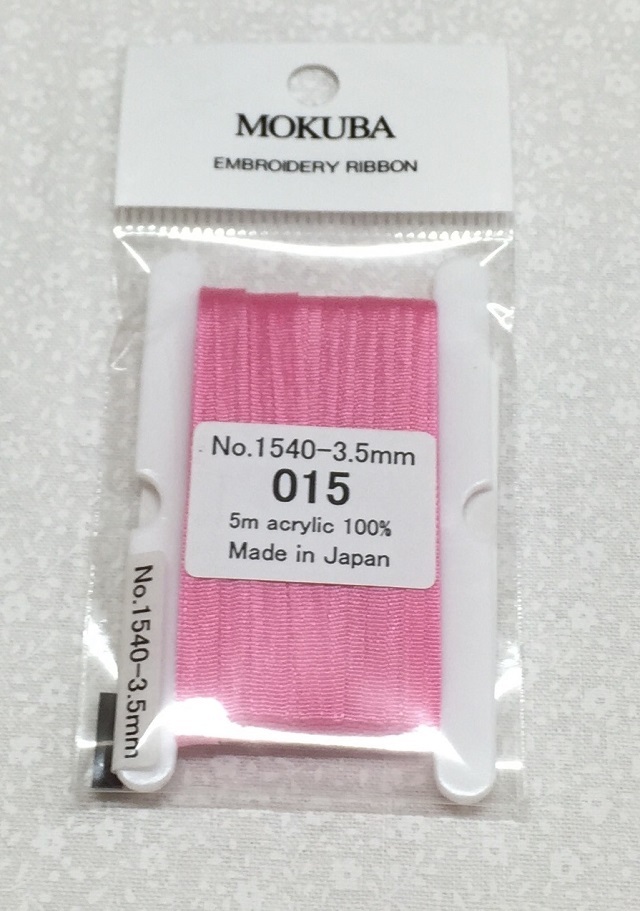 MOKUBA
EMBROIDERY RIBBON
No.1540-3.5mm
015
5m acrylic 100%
Made in Japan
No.1540-3.5mm